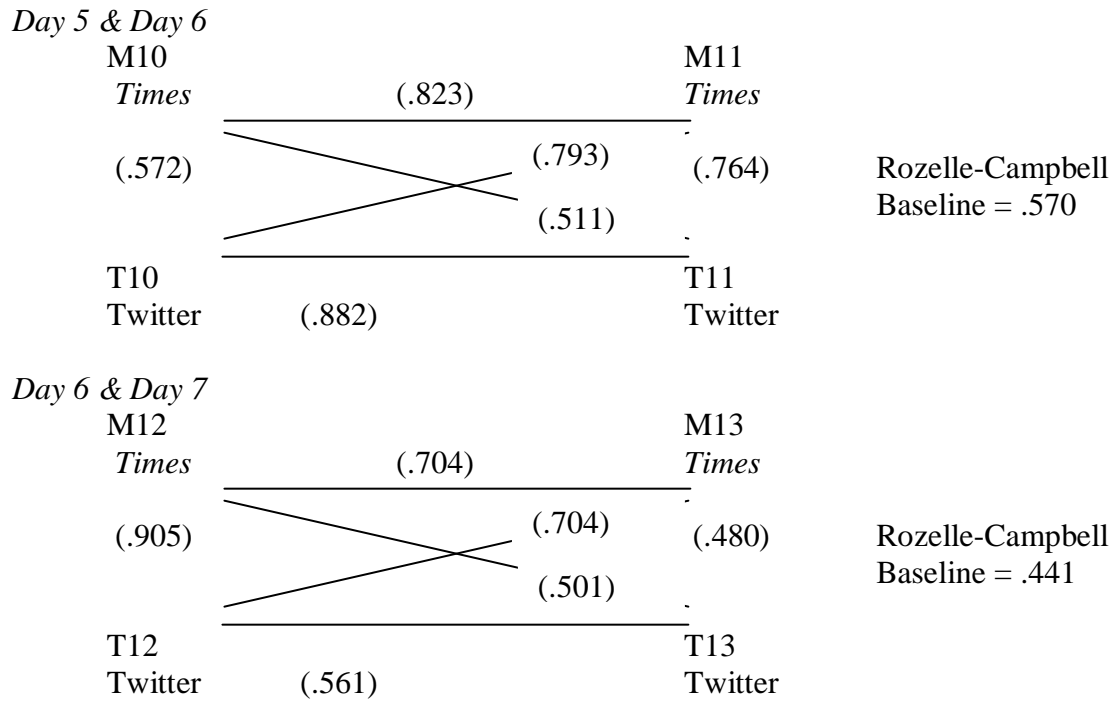 Day 5 & Day 6
M10 M11
Times (.823) Times
(.793)
(.572) (.764) Rozelle-Campbell
(.511) Baseline = .570
T10 T11
Twitter (.882) Twitter
Day 6 & Day 7
M12 M13
Times (.704) Times
(.704)
(.905) (.480) Rozelle-Campbell
(.501) Baseline = .441
T12 T13
Twitter (.561) Twitter